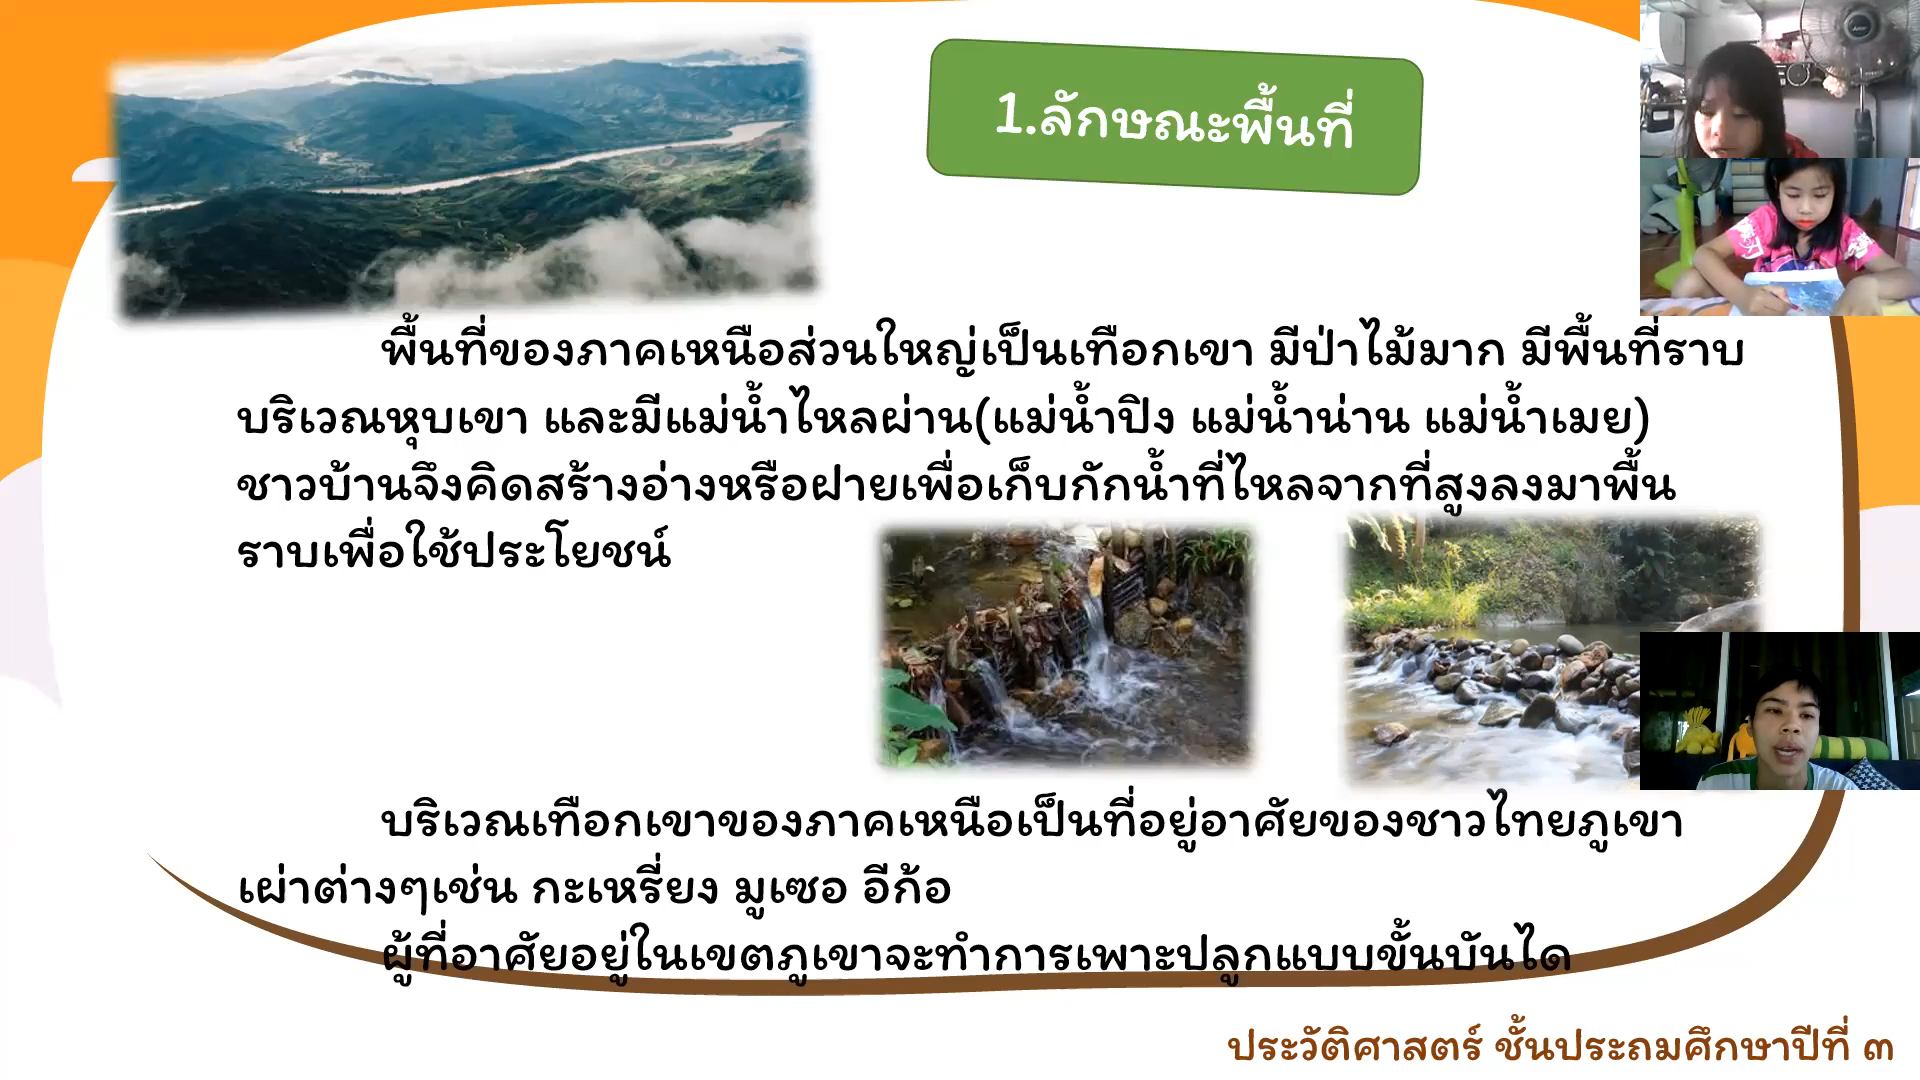 1.ลักษณะพื้นที่
พื้นที่ของภาคเหนือส่วนใหญ่เป็นเทือกเขา มีป่าไม้มาก มีพื้นที่ราบ
บริเวณหุบเขา และมีแม่น้ำไหลผ่าน(แม่น้ำปิง แม่น้ำน่าน แม่น้ำเมย)
ชาวบ้านจึงคิดสร้างอ่างหรือฝายเพื่อเก็บกักน้ำที่ไหลจากที่สูงลงมาพื้น
ราบเพื่อใช้ประโยชน์
บริเวณเทือกเขาของภาคเหนือเป็นที่อยู่อาศัยของชาวไทยภูเขา
เผ่าต่างๆเช่น กะเหรี่ยง มูเซอ อีก้อ
ผู้ที่อาศัยอยู่ในเขตภูเขาจะทำการเพาะปลูกแบบขั้นบันได
ประวัติศาสตร์ ชั้นประถมศึกษาปีที่ ๓